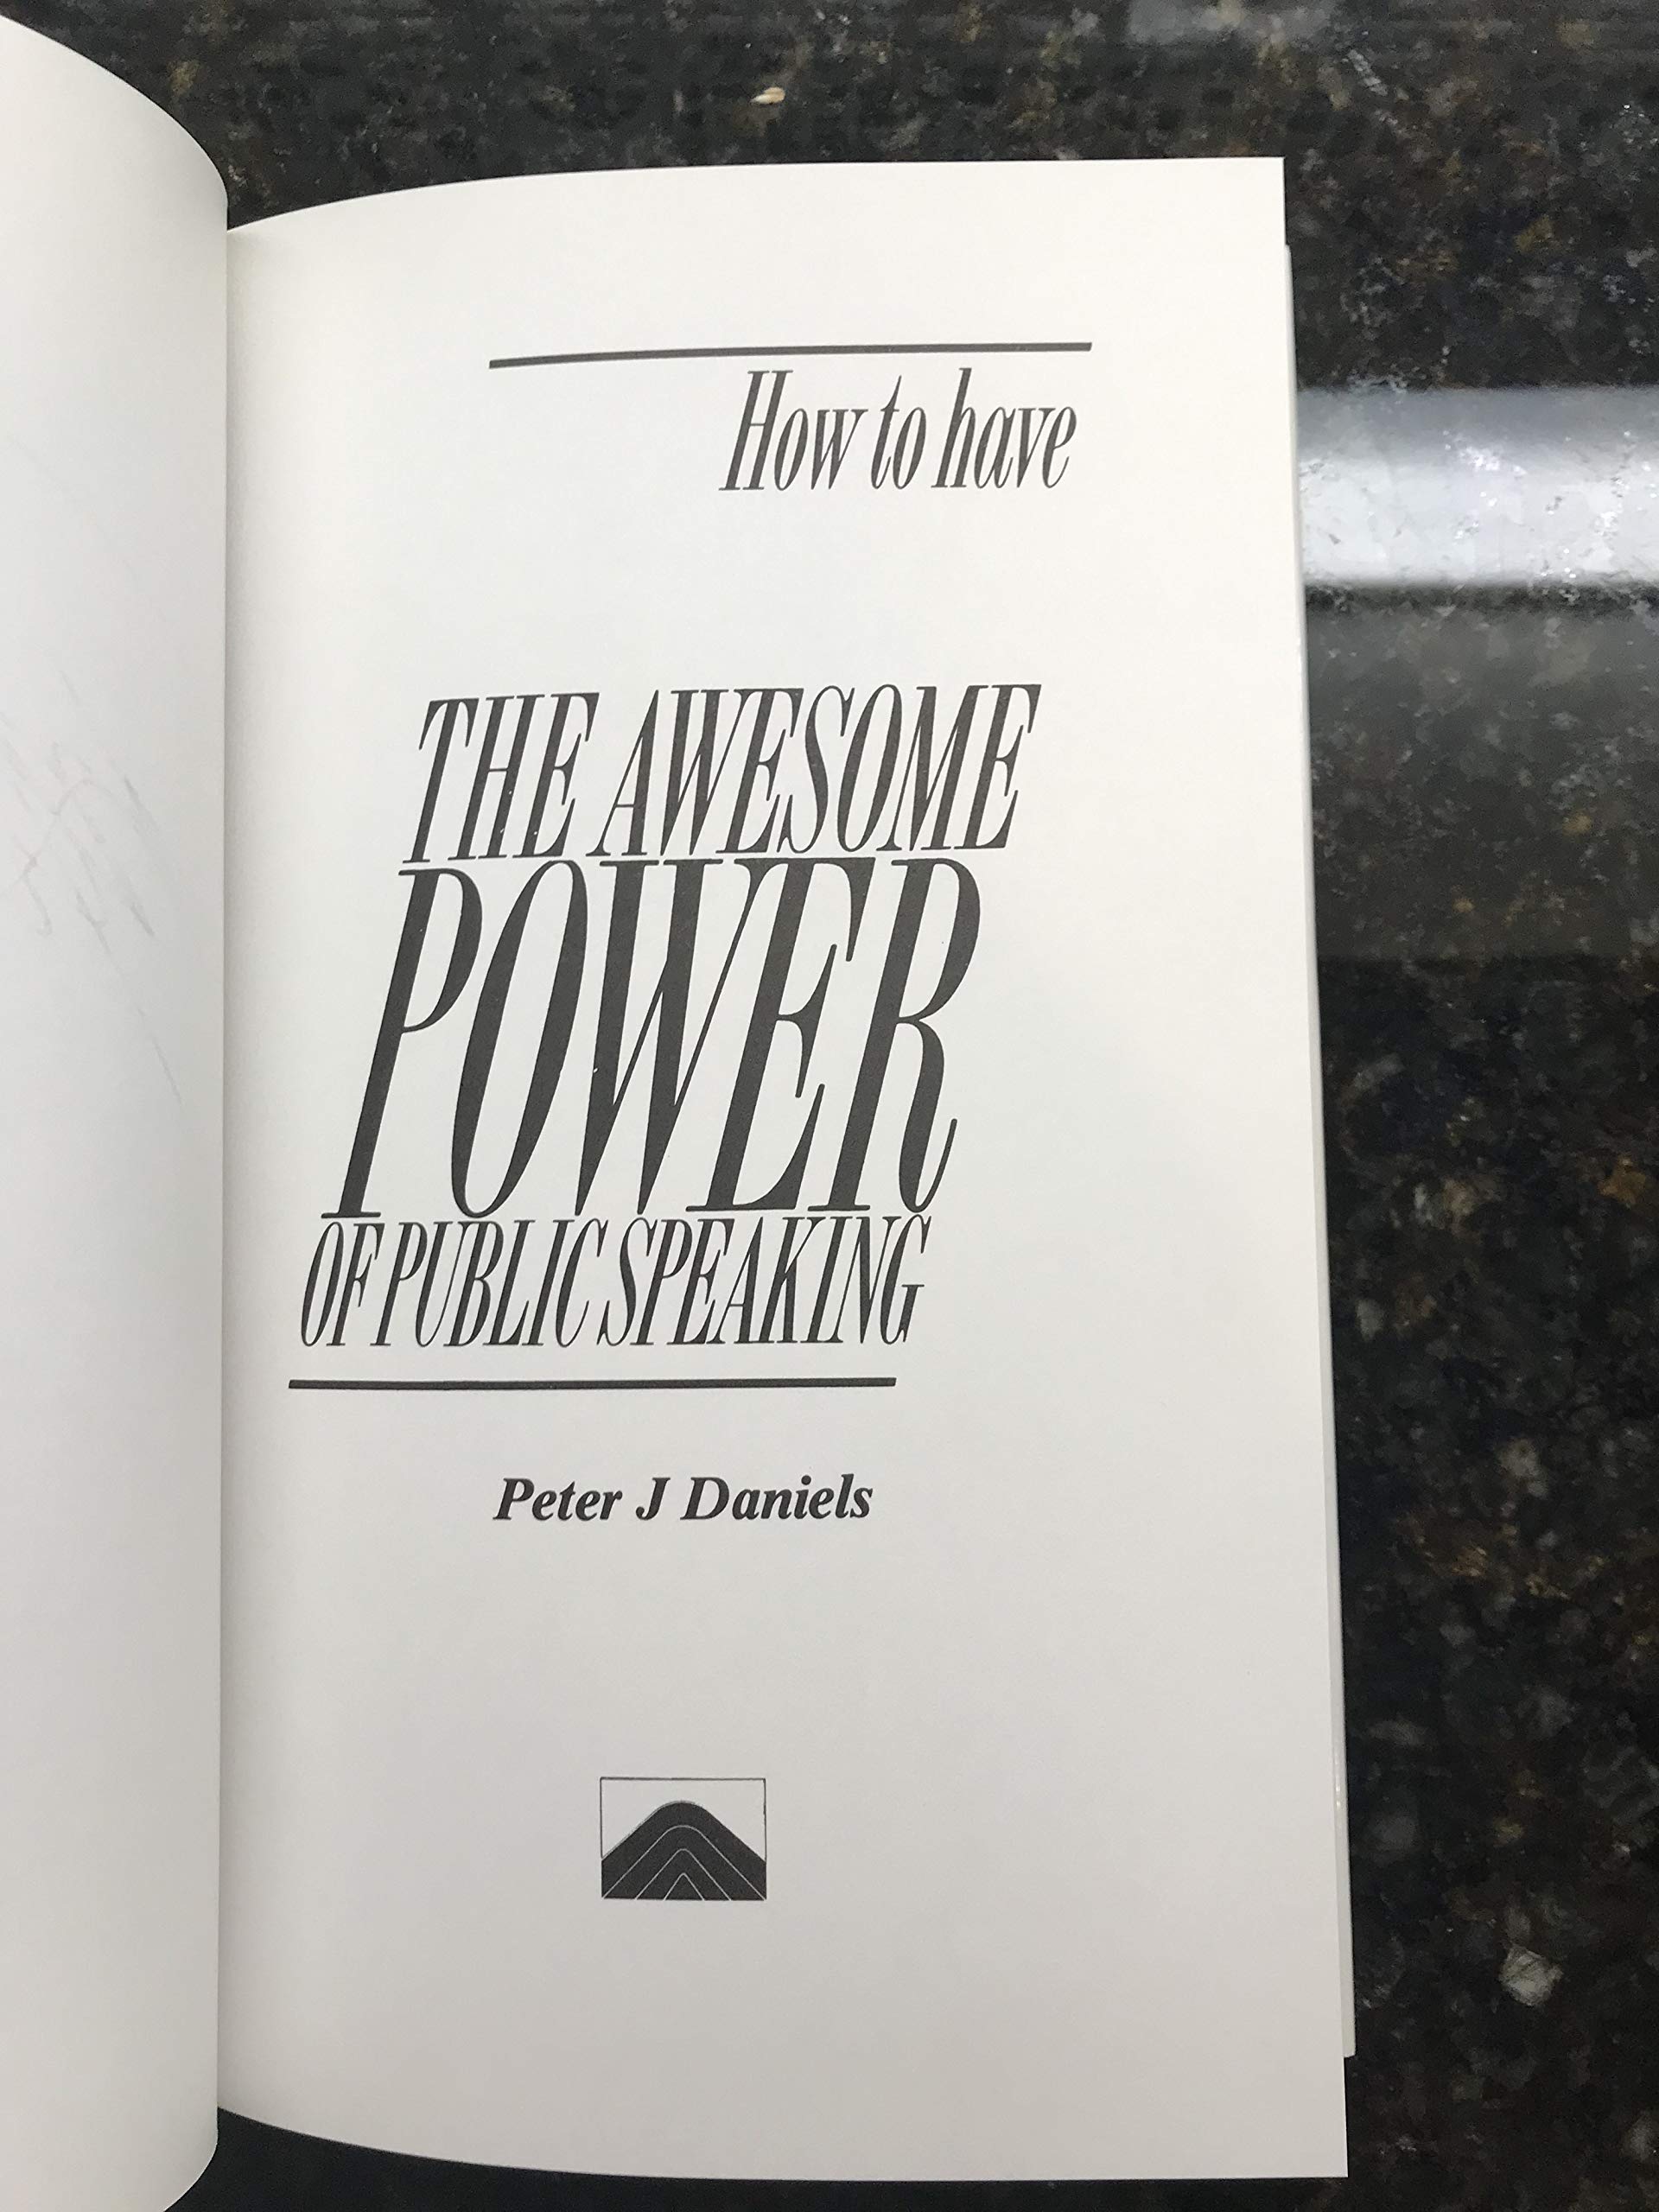 How to have
THE AWESOME
POWER
OF PUBLIC SPEAKING
Peter J Daniels